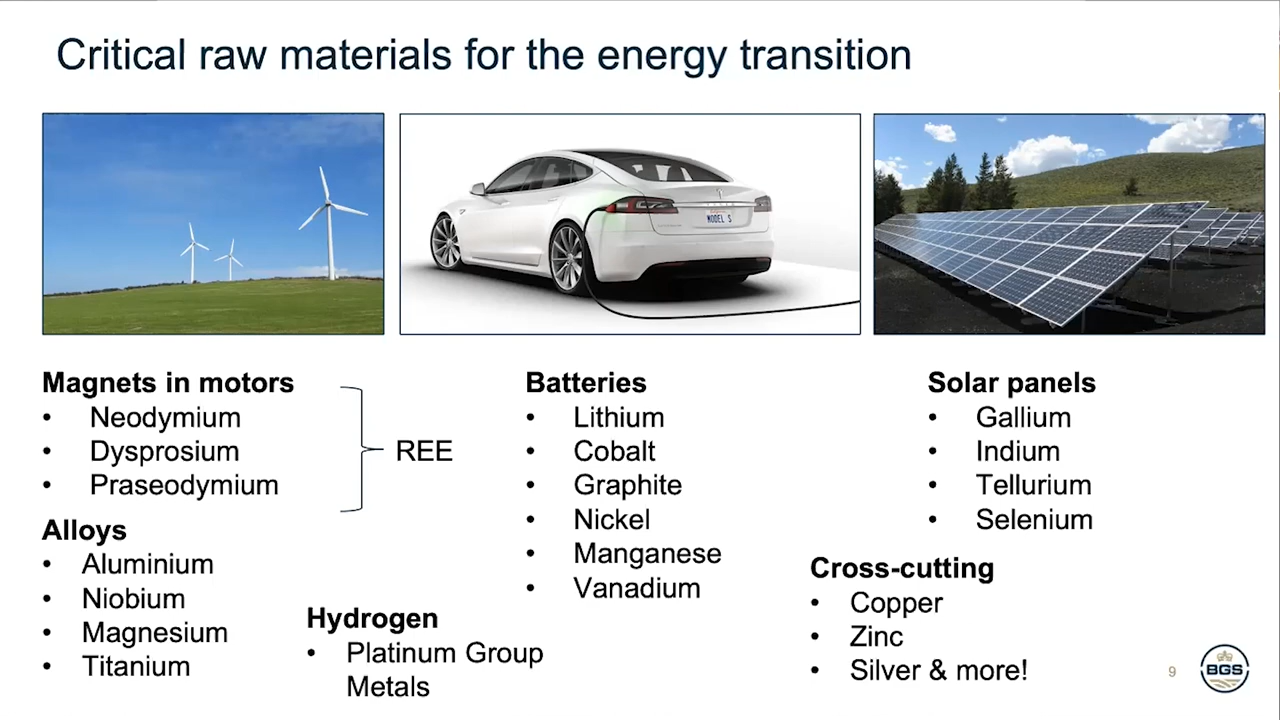 Critical raw materials for the energy transition
MODEL S
Magnets in motors
• Neodymium
• Dysprosium
• Praseodymium
REE
Alloys
• Aluminium
• Niobium
• Magnesium
• Titanium
Hydrogen
• Platinum Group
Metals
Batteries
• Lithium
• Cobalt
• Graphite
• Nickel
• Manganese
• Vanadium
Solar panels
• Gallium
• Indium
• Tellurium
• Selenium
Cross-cutting
• Copper
• Zinc
• Silver & more!
9
BGS